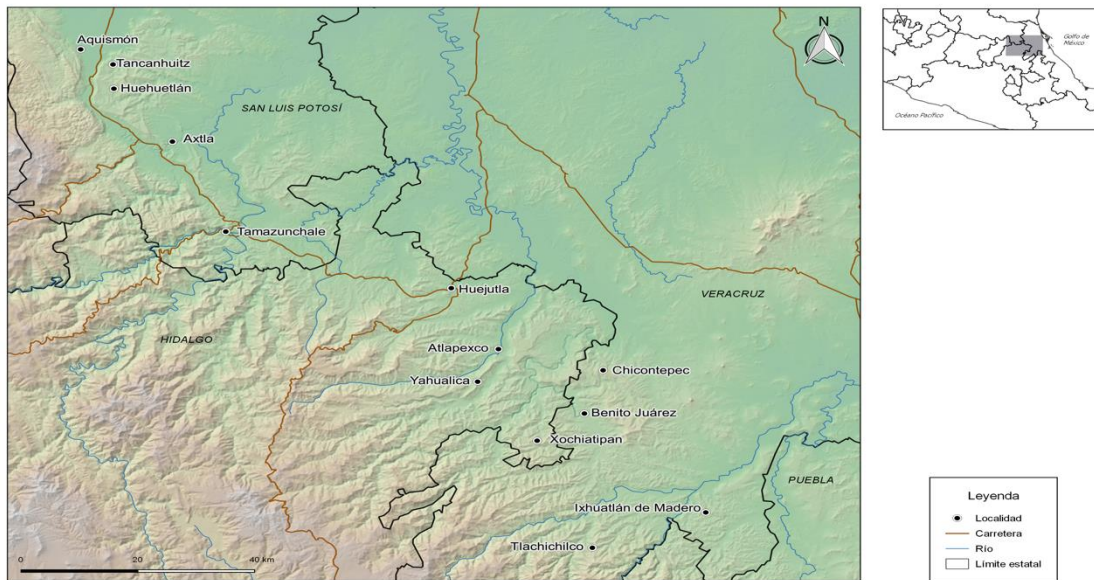 N
Aquismón
Tancanhuitz
Huehuetlán
SAN LUIS POTOSÍ
Axtla
Tamazunchale
Huejutla
VERACRUZ
HIDALGO
Atlapexco
Chicontepec
Yahualica
Benito Juárez
Xochiatipan
PUEBLA
Ixhuatlán de Madero
Tlachichilco
0 20 40 km
Golfo de
México
Océano Pacífico
Leyenda
Localidad
Carretera
Río
Límite estatal